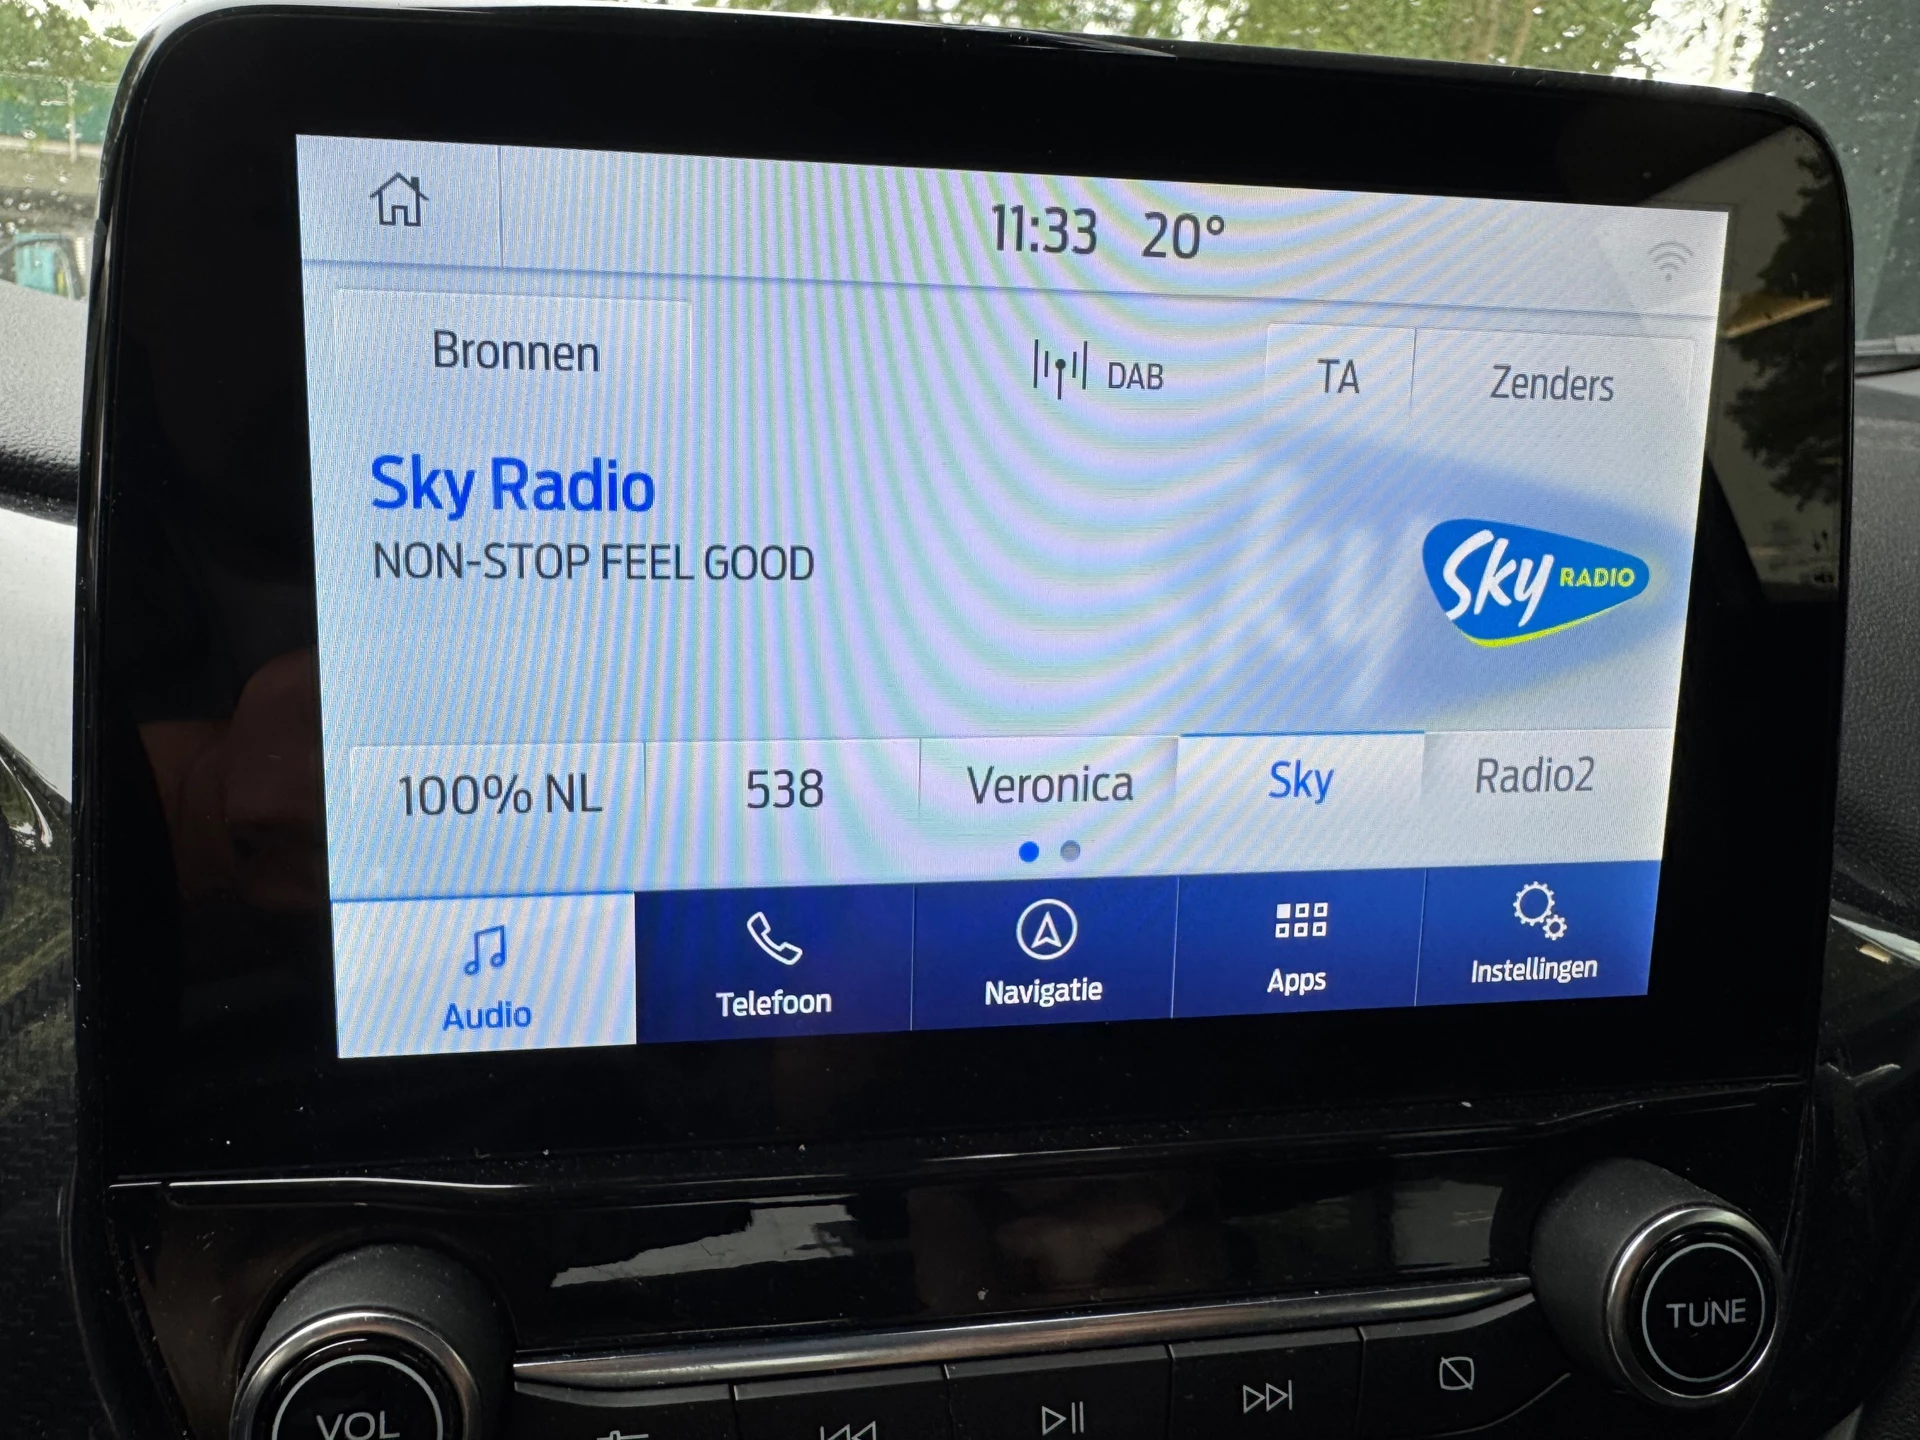 11:33 20°
Bronnen DAB TA Zenders
Sky Radio
NON-STOP FEEL GOOD
Sky RADIO
100% NL 538 Veronica Sky Radio2
Audio Telefoon Navigatie Apps Instellingen
TUNE
VOL